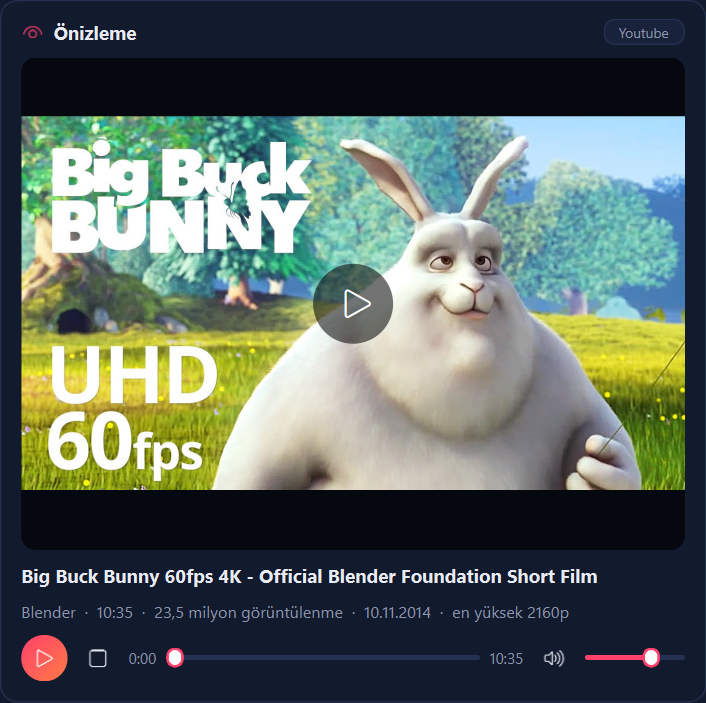 Önizleme
Youtube
Big Buck
BUNNY
UHD
60fps
Big Buck Bunny 60fps 4K - Official Blender Foundation Short Film
Blender · 10:35 · 23,5 milyon görüntülenme · 10.11.2014 · en yüksek 2160p
0:00
10:35